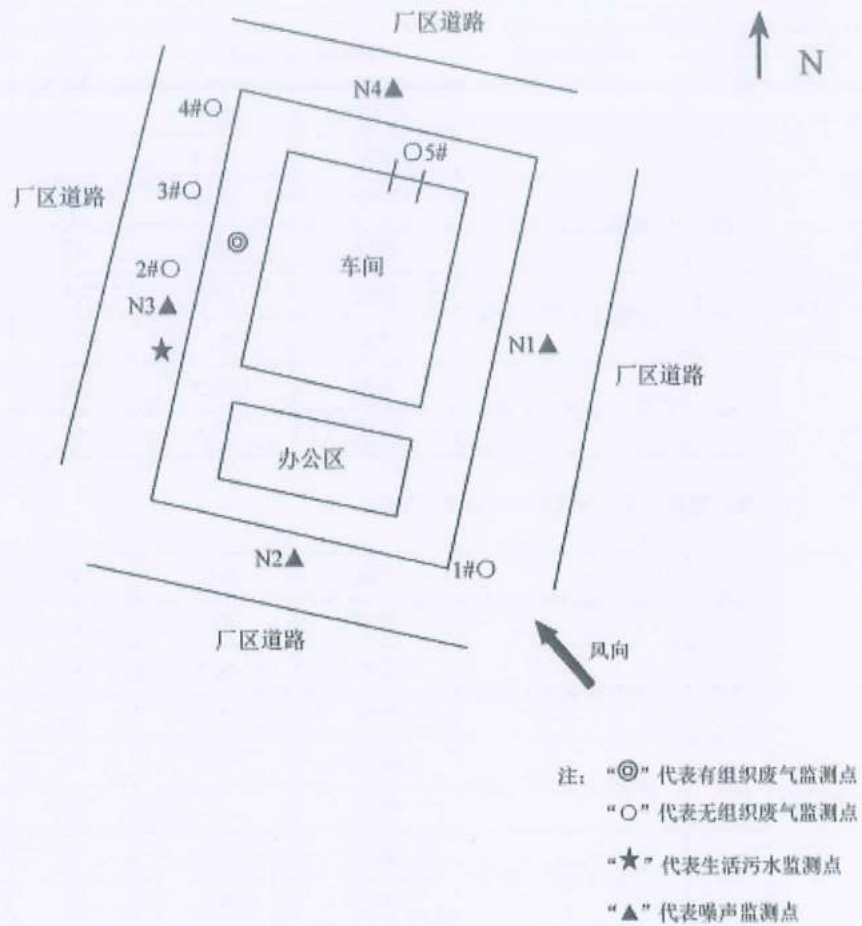 厂区道路
N
N4▲
4#○
○5#
3#○
厂区道路
◎
车间
2#○
N3▲
★
N1▲
厂区道路
办公区
N2▲
1#○
厂区道路
风向
注：“◎”代表有组织废气监测点
“○”代表无组织废气监测点
“★”代表生活污水监测点
“▲”代表噪声监测点